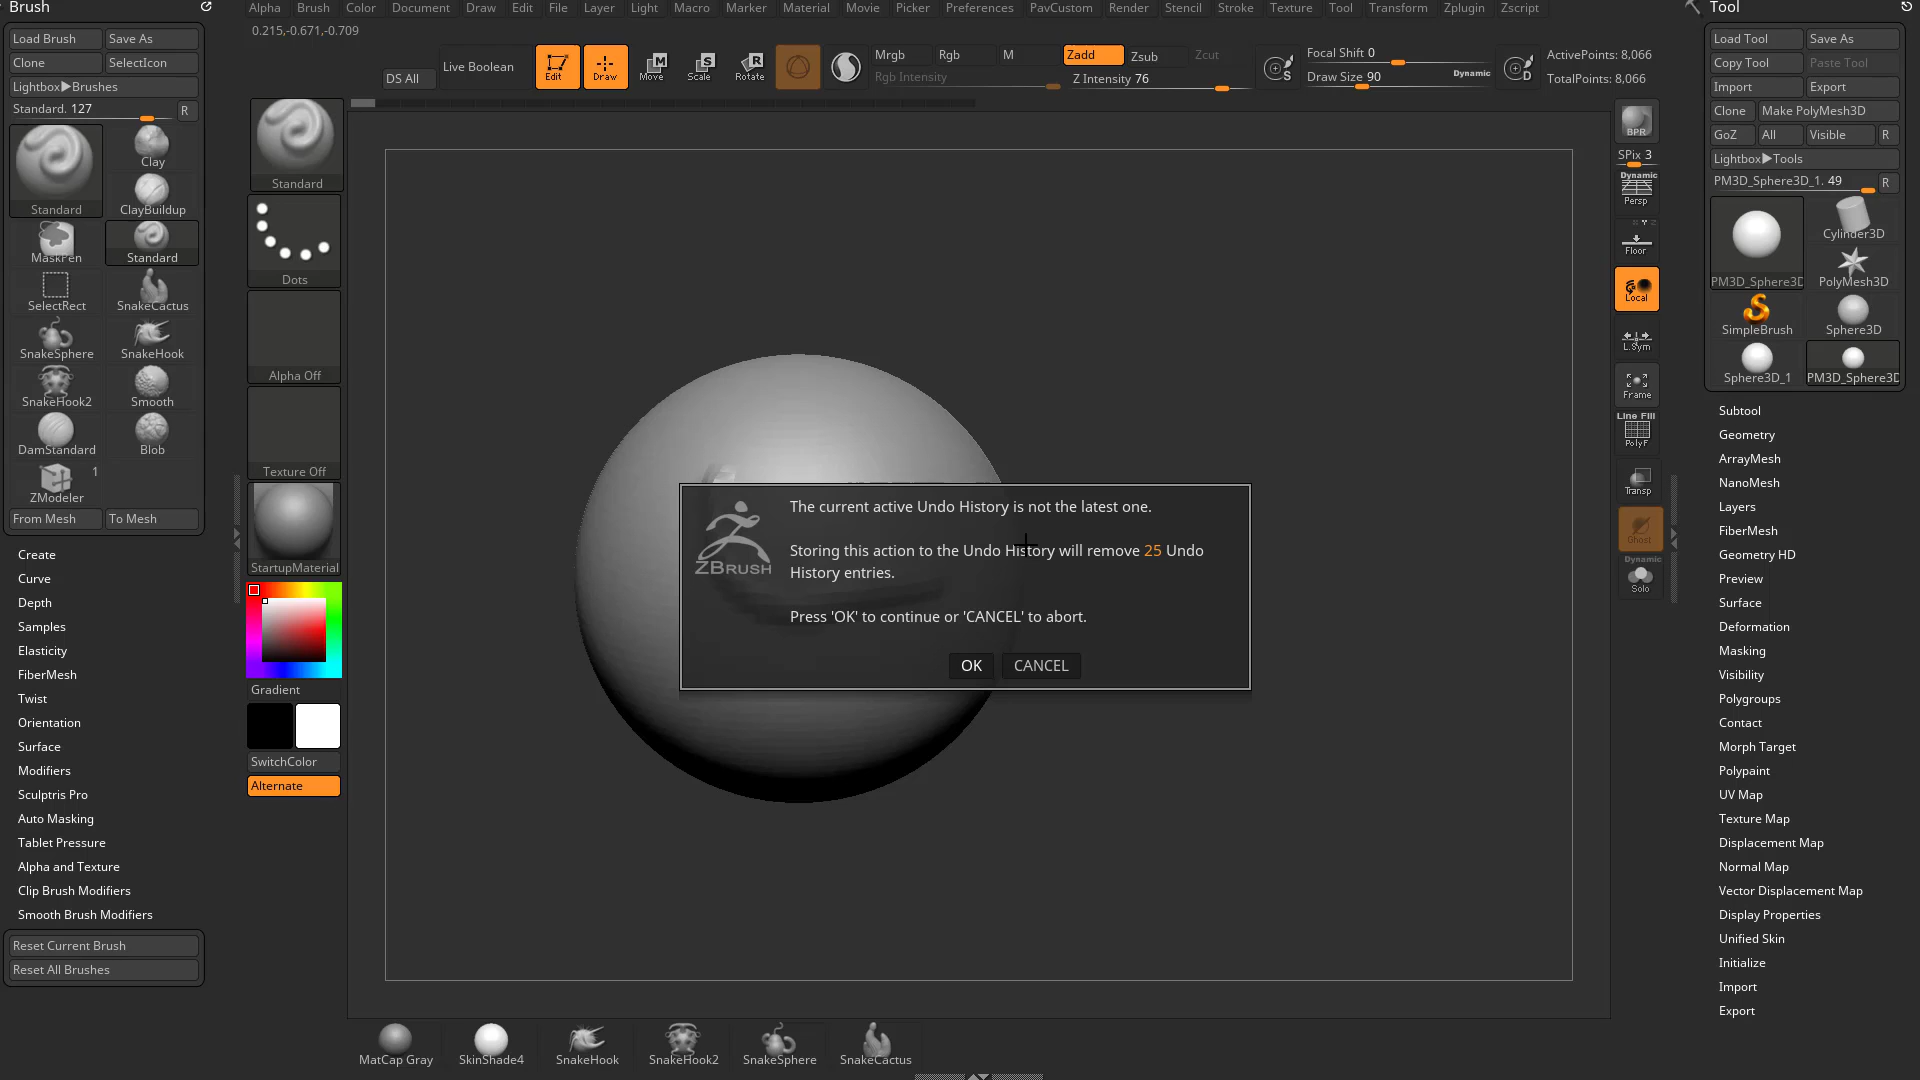 Brush
Alpha Brush Color Document Draw Edit File Layer Light Macro Marker Material Movie Picker Preferences PavCustom Render Stencil Stroke Texture Tool Transform Zplugin Zscript
Tool
0.215,-0.671,-0.709
Load Brush Save As
Clone SelectIcon
Lightbox▶Brushes
Standard. 127 R
Standard
Clay
ClayBuildup
MaskPen Standard
SelectRect SnakeCactus
SnakeSphere SnakeHook
SnakeHook2 Smooth
DamStandard Blob
1
ZModeler
From Mesh To Mesh
Create
Curve
Depth
Samples
Elasticity
FiberMesh
Twist
Orientation
Surface
Modifiers
Sculptris Pro
Auto Masking
Tablet Pressure
Alpha and Texture
Clip Brush Modifiers
Smooth Brush Modifiers
Reset Current Brush
Reset All Brushes
DS All
Live Boolean
Edit
Draw
M
Move
S
Scale
R
Rotate
Mrgb Rgb M
Rgb Intensity
Zadd Zsub Zcut
Z Intensity 76
S
Focal Shift 0
Draw Size 90
Dynamic
D
ActivePoints: 8,066
TotalPoints: 8,066
Standard
Dots
Alpha Off
Texture Off
StartupMaterial
Gradient
SwitchColor
Alternate
The current active Undo History is not the latest one.
Storing this action to the Undo History will remove 25 Undo
History entries.
Press 'OK' to continue or 'CANCEL' to abort.
ZBRUSH
OK CANCEL
MatCap Gray SkinShade4 SnakeHook SnakeHook2 SnakeSphere SnakeCactus
BPR
SPix 3
Dynamic
Persp
Floor
Local
L.Sym
Frame
Line Fill
PolyF
Transp
Ghost
Dynamic
Solo
Load Tool Save As
Copy Tool Paste Tool
Import Export
Clone Make PolyMesh3D
GoZ All Visible R
Lightbox▶Tools
PM3D_Sphere3D_1. 49 R
PM3D_Sphere3D
Cylinder3D
PolyMesh3D
SimpleBrush Sphere3D
Sphere3D_1 PM3D_Sphere3D
Subtool
Geometry
ArrayMesh
NanoMesh
Layers
FiberMesh
Geometry HD
Preview
Surface
Deformation
Masking
Visibility
Polygroups
Contact
Morph Target
Polypaint
UV Map
Texture Map
Displacement Map
Normal Map
Vector Displacement Map
Display Properties
Unified Skin
Initialize
Import
Export